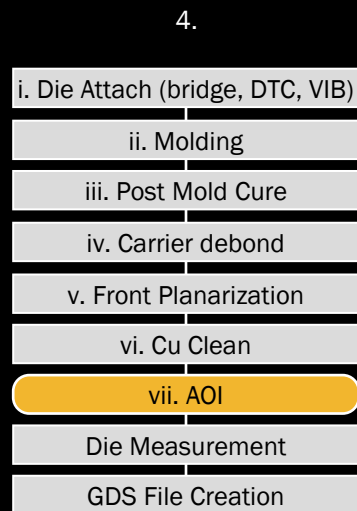 4.
i. Die Attach (bridge, DTC, VIB)
ii. Molding
iii. Post Mold Cure
iv. Carrier debond
v. Front Planarization
vi. Cu Clean
vii. AOI
Die Measurement
GDS File Creation